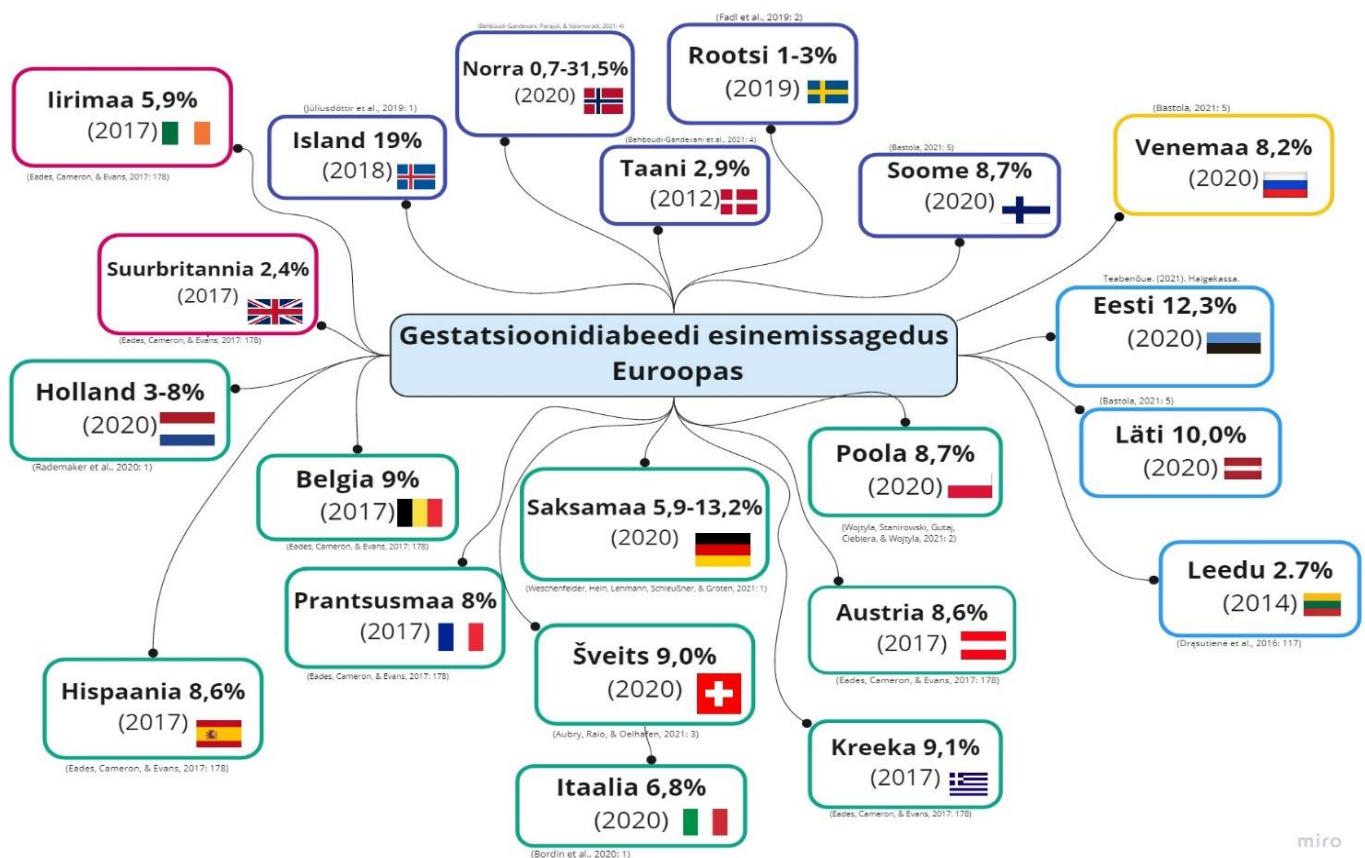 Gestatsioonidiabeedi esinemissagedus
Euroopas
Iirimaa 5,9%
(2017)
(Eades, Cameron, & Evans, 2017: 178)
(Júlíusdóttir et al., 2019: 1)
Island 19%
(2018)
(Behboudi-Gandevani, Parajuli, & Vaismoradi, 2021: 4)
Norra 0,7-31,5%
(2020)
(Fadl et al., 2019: 2)
Rootsi 1-3%
(2019)
(Behboudi-Gandevani et al., 2021: 4)
Taani 2,9%
(2012)
(Bastola, 2021: 5)
Soome 8,7%
(2020)
(Bastola, 2021: 5)
Venemaa 8,2%
(2020)
Suurbritannia 2,4%
(2017)
(Eades, Cameron, & Evans, 2017: 178)
Teabenõue. (2021). Haigekassa.
Eesti 12,3%
(2020)
Holland 3-8%
(2020)
(Rademaker et al., 2020: 1)
(Bastola, 2021: 5)
Läti 10,0%
(2020)
Belgia 9%
(2017)
(Eades, Cameron, & Evans, 2017: 178)
Saksamaa 5,9-13,2%
(2020)
(Weschenfelder, Hein, Lehmann, Schleußner, & Groten, 2021: 1)
Poola 8,7%
(2020)
(Wojtyla, Stanirowski, Gutaj,
Ciebiera, & Wojtyla, 2021: 2)
Leedu 2.7%
(2014)
(Drąsutiene et al., 2016: 117)
Prantsusmaa 8%
(2017)
(Eades, Cameron, & Evans, 2017: 178)
Austria 8,6%
(2017)
(Eades, Cameron, & Evans, 2017: 178)
Šveits 9,0%
(2020)
(Aubry, Raio, & Oelhafen, 2021: 3)
Hispaania 8,6%
(2017)
(Eades, Cameron, & Evans, 2017: 178)
Kreeka 9,1%
(2017)
(Eades, Cameron, & Evans, 2017: 178)
Itaalia 6,8%
(2020)
(Bordin et al., 2020: 1)
miro